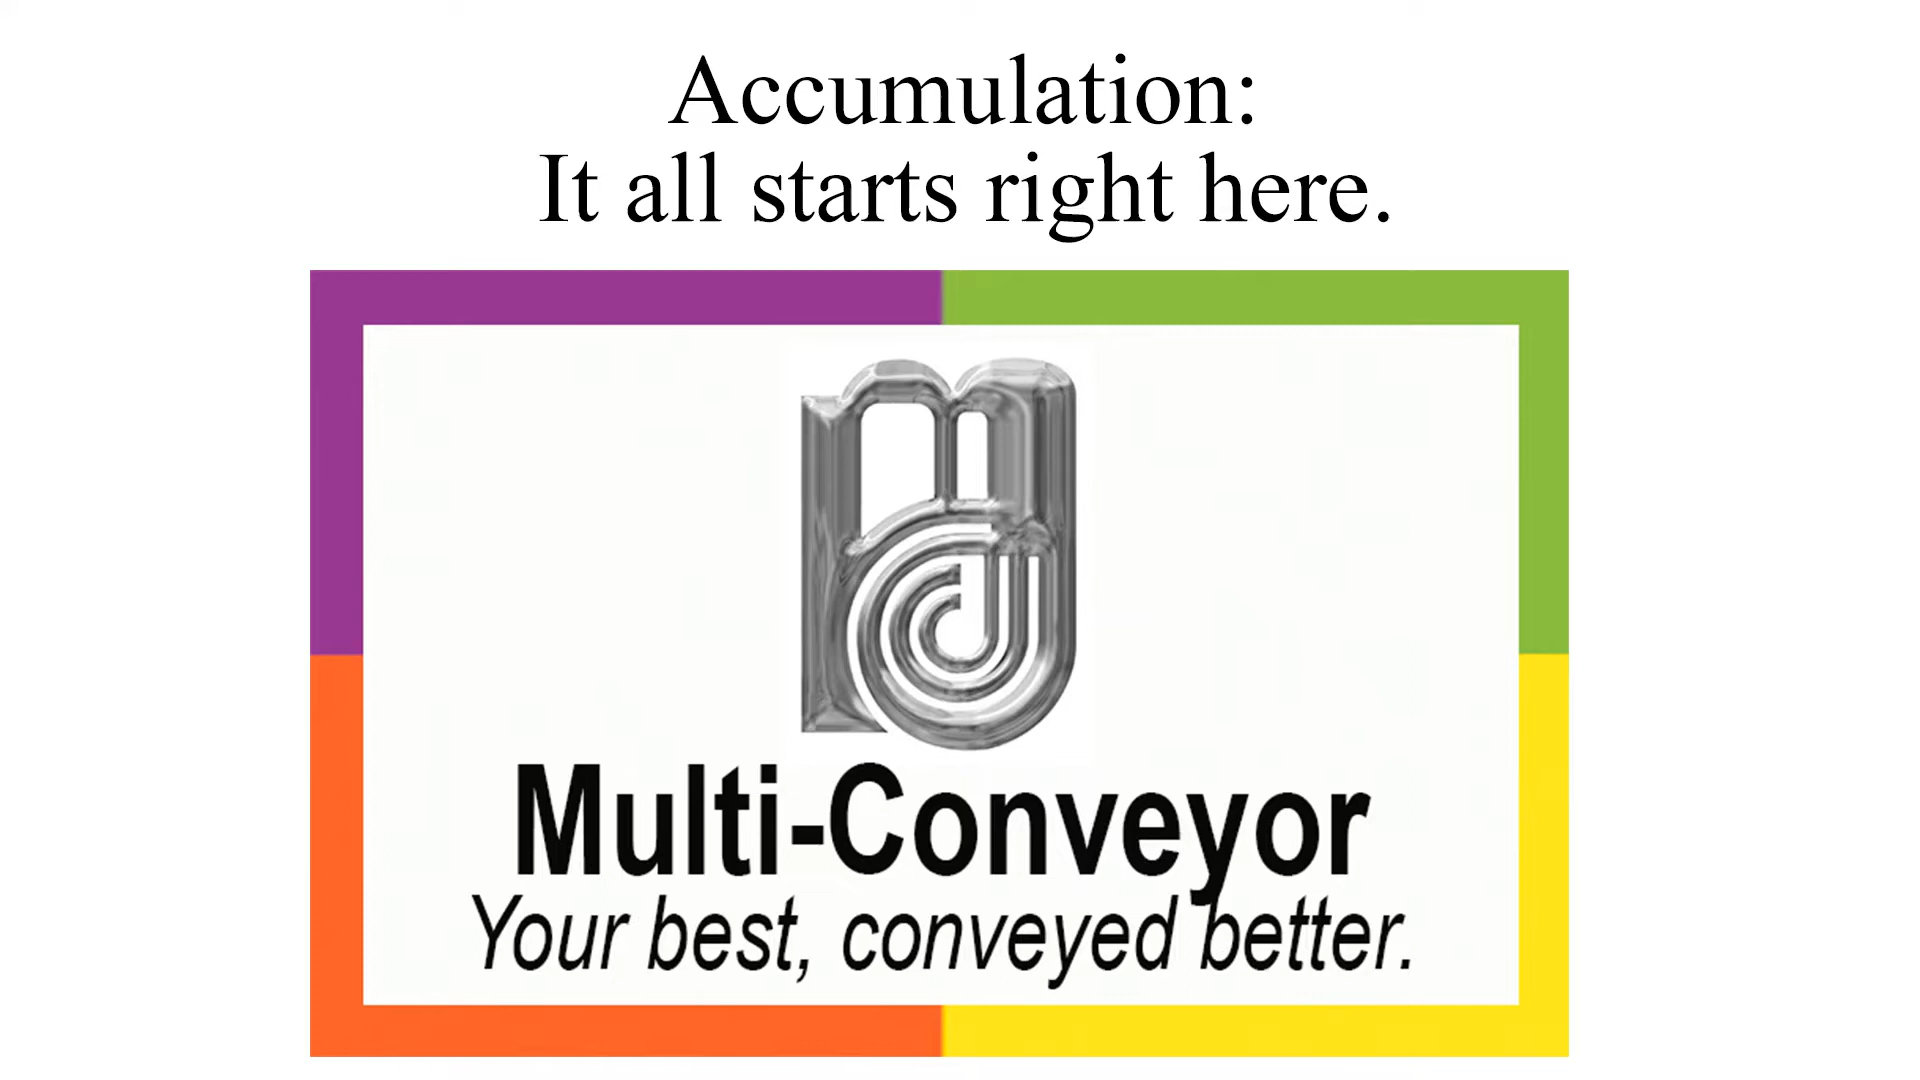 Accumulation:
It all starts right here.
Multi-Conveyor
Your best, conveyed better.